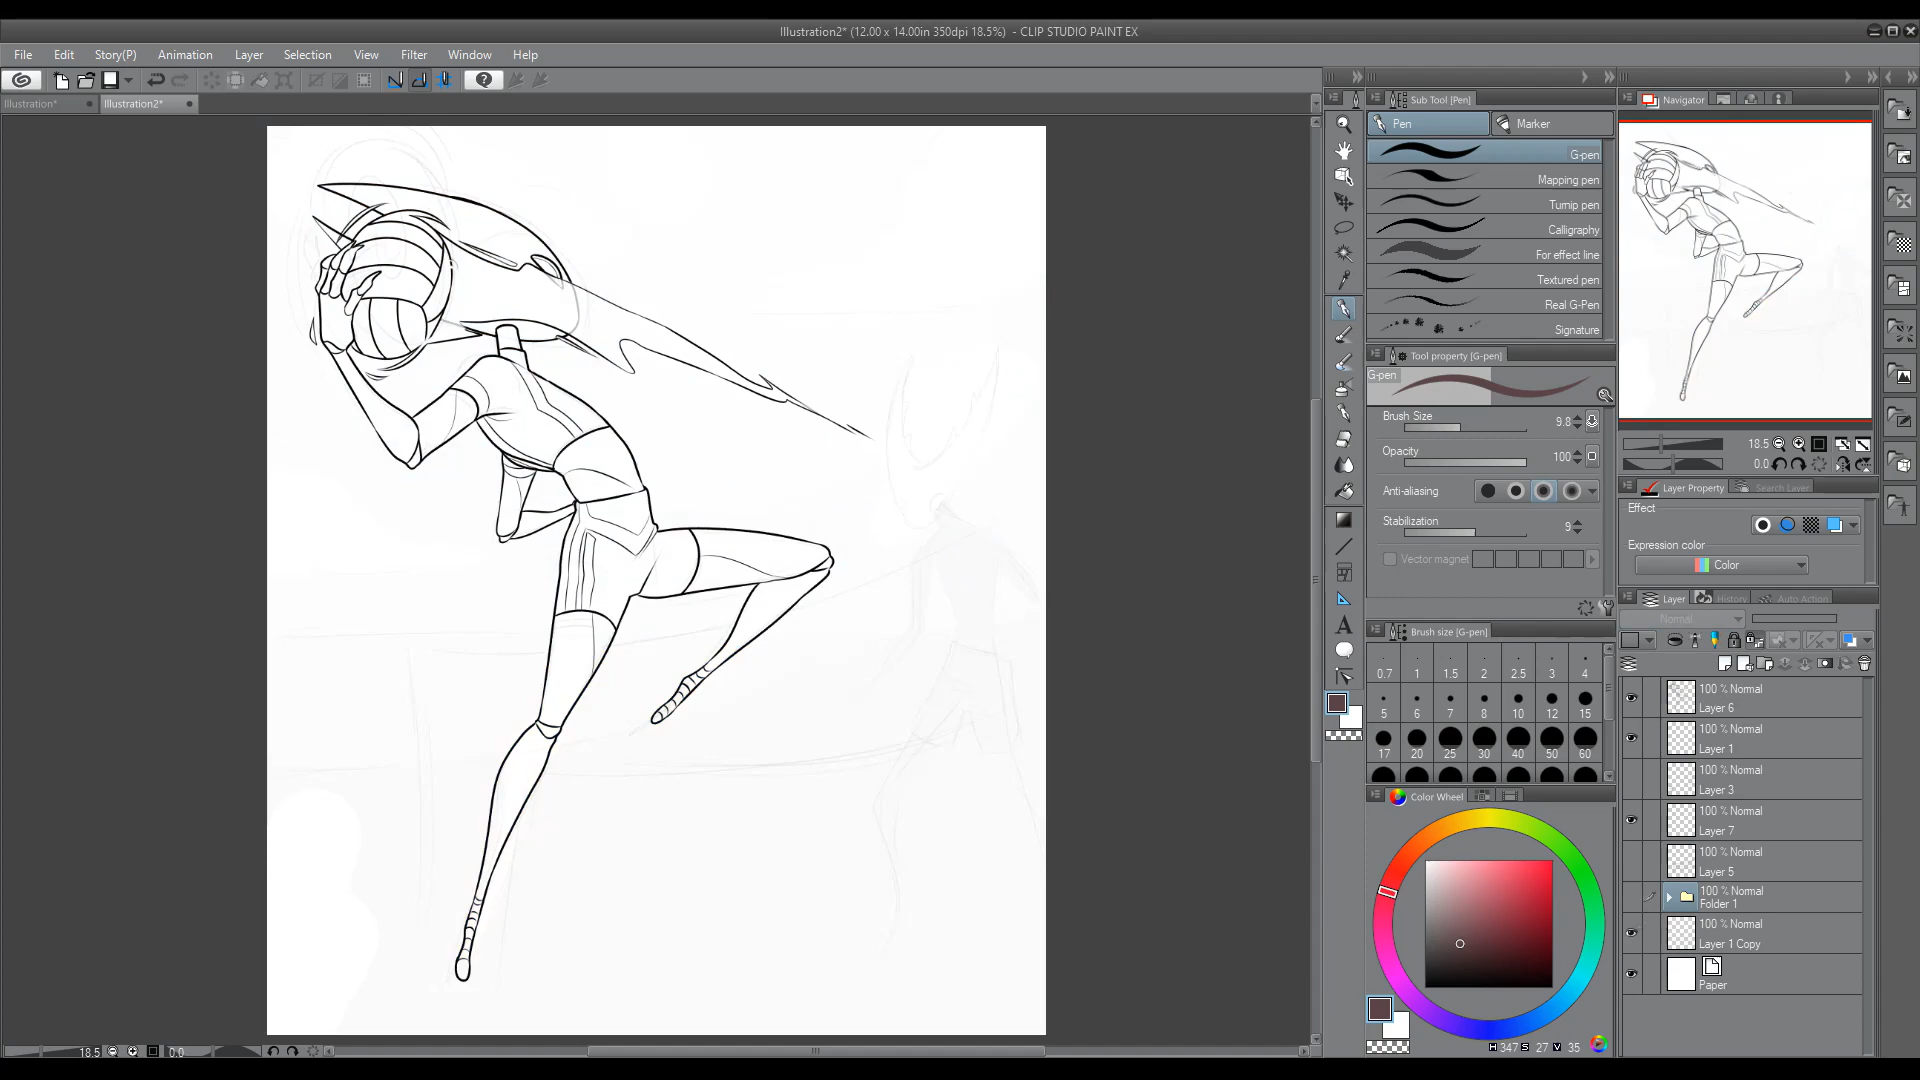 Illustration2* (12.00 x 14.00in 350dpi 18.5%) - CLIP STUDIO PAINT EX
File Edit Story(P) Animation Layer Selection View Filter Window Help
Illustration* Illustration2*
Sub Tool [Pen]
Pen Marker
G-pen
Mapping pen
Turnip pen
Calligraphy
For effect line
Textured pen
Real G-Pen
Signature
Tool property [G-pen]
G-pen
Brush Size 9.8
Opacity 100
Anti-aliasing
Stabilization 9
Vector magnet
Brush size [G-pen]
0.7 1 1.5 2 2.5 3 4
5 6 7 8 10 12 15
17 20 25 30 40 50 60
Color Wheel
H 347 S 27 V 35
Navigator
18.5
0.0
Layer Property Search Layer
Effect
Expression color
Color
Layer History Auto Action
Normal
100 % Normal
Layer 6
100 % Normal
Layer 1
100 % Normal
Layer 3
100 % Normal
Layer 7
100 % Normal
Layer 5
100 % Normal
Folder 1
100 % Normal
Layer 1 Copy
Paper
18.5 0.0